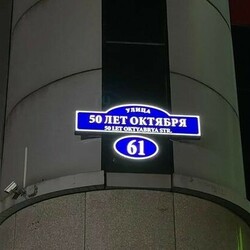 УЛИЦА
50 ЛЕТ ОКТЯБРЯ
50 LET OKTYABRYA STR.
61